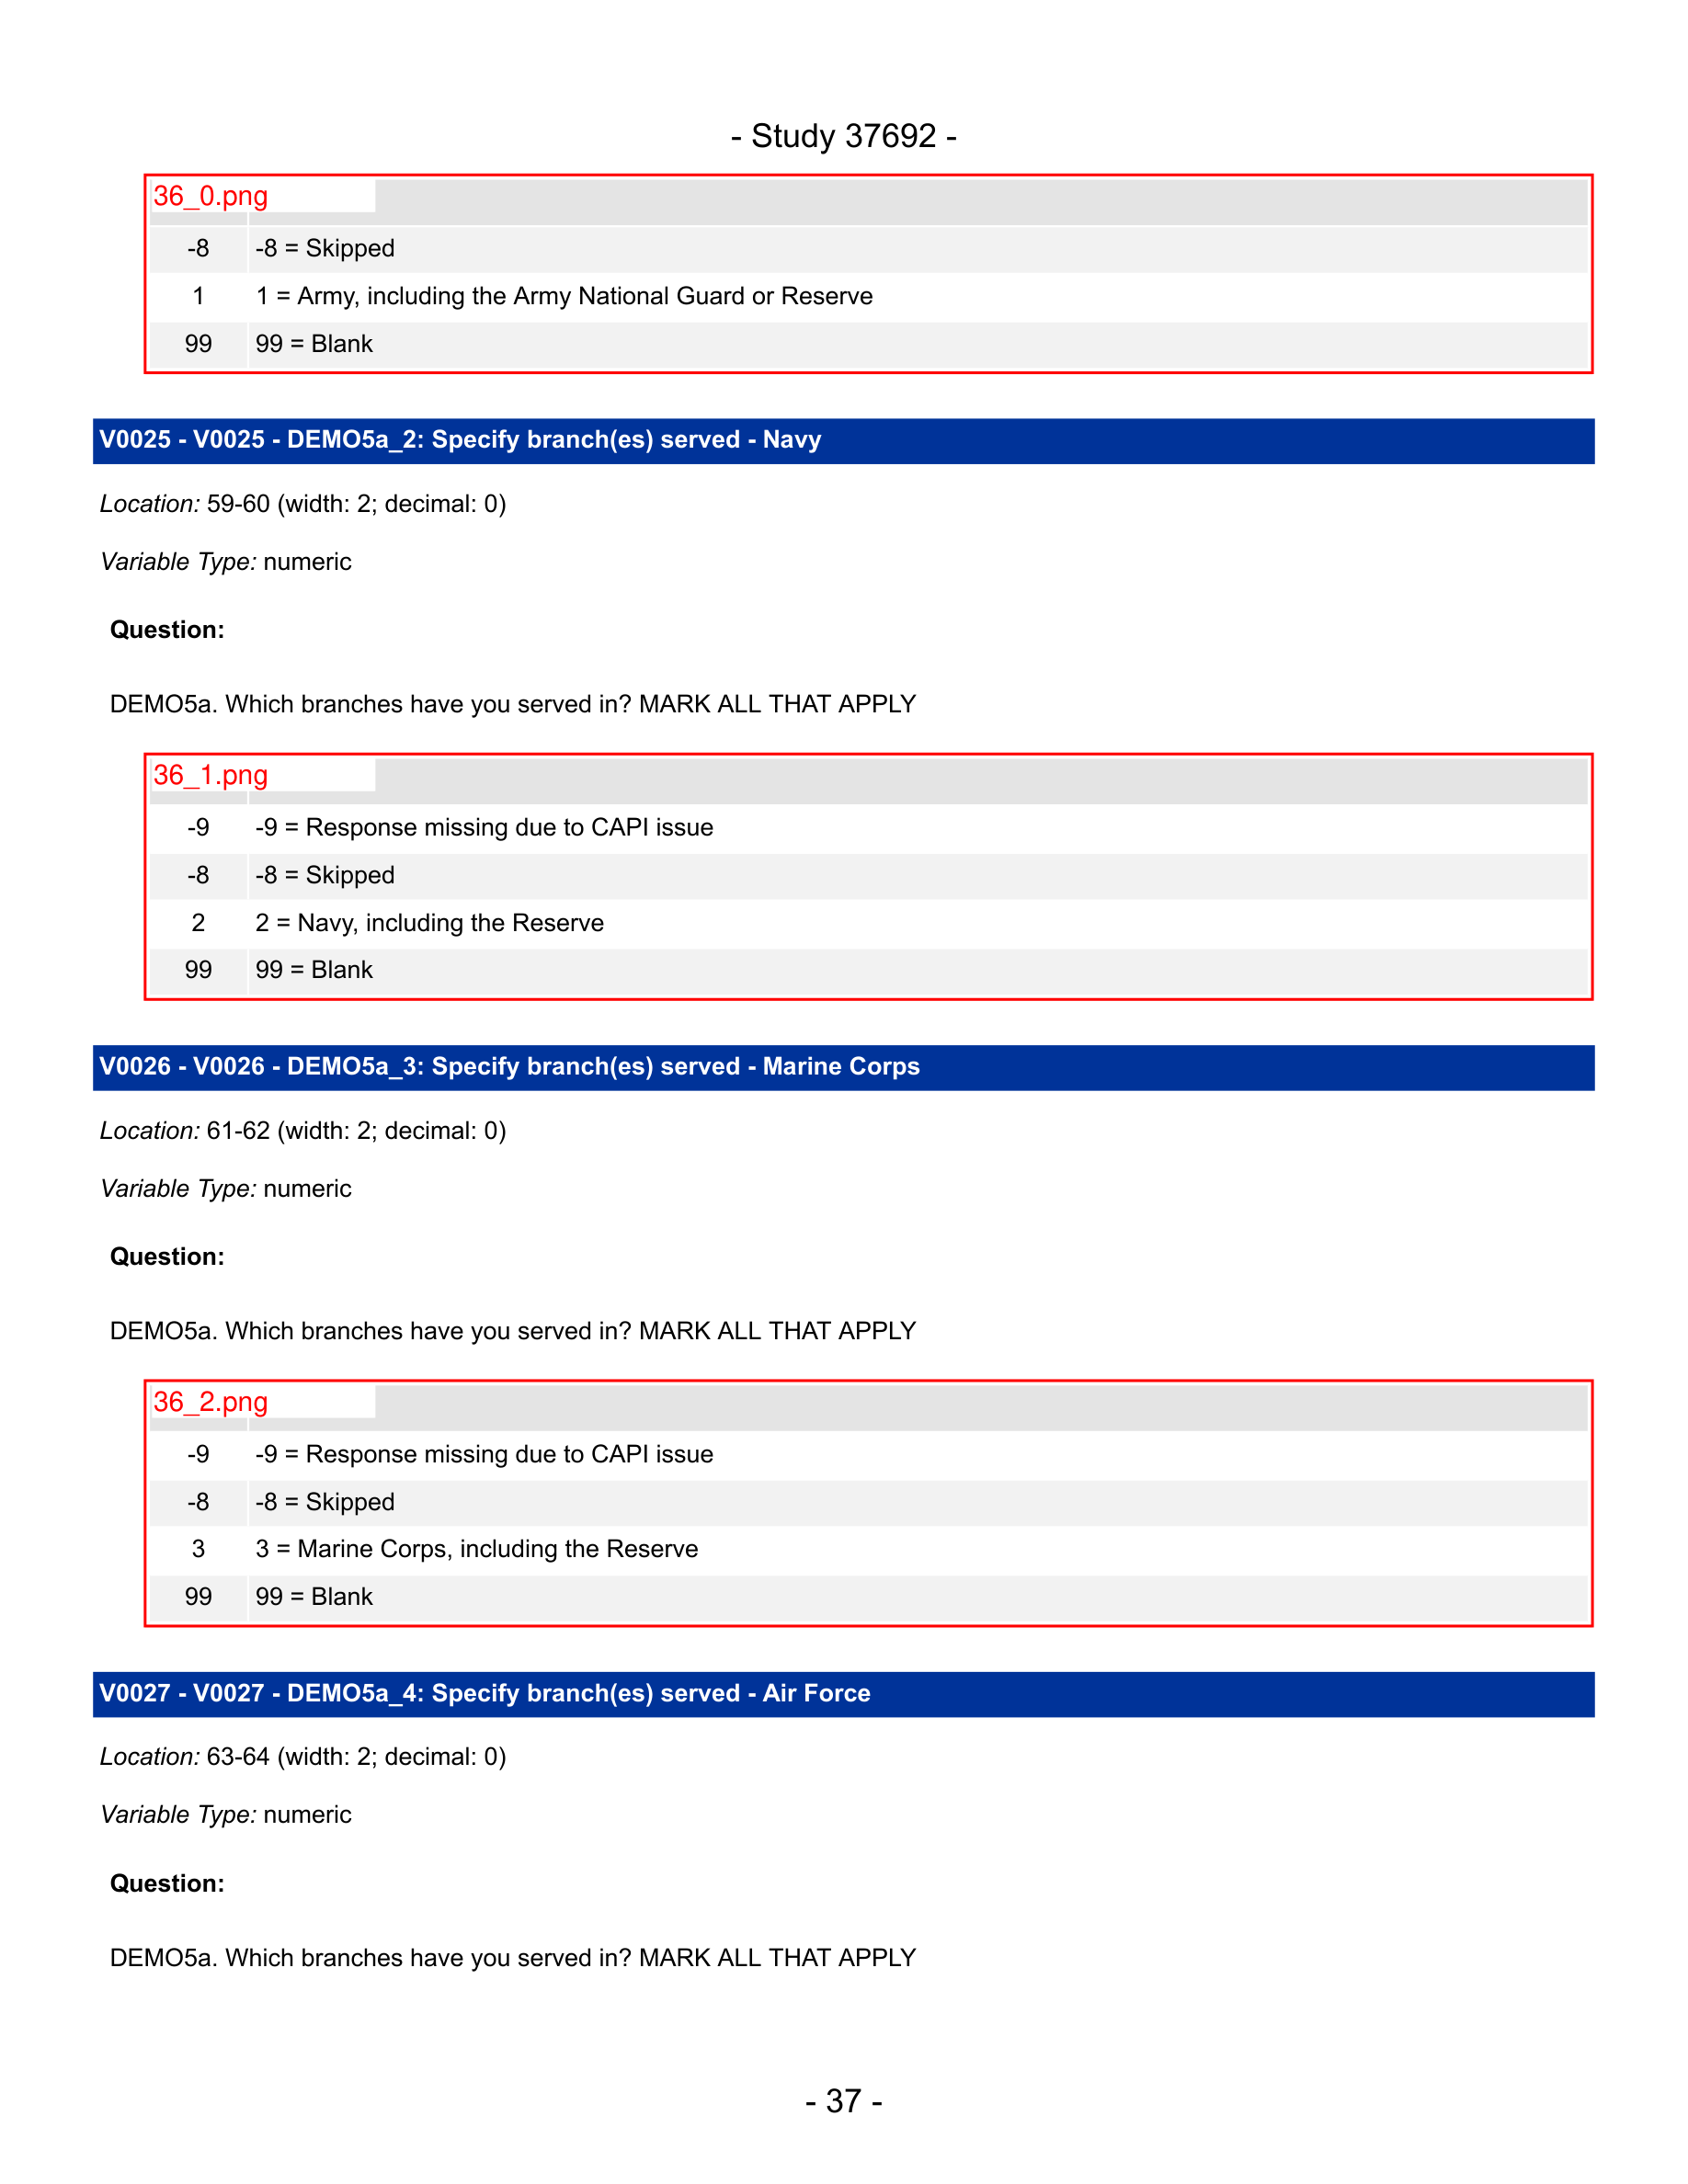 - Study 37692 -
36_0.png
-8 -8 = Skipped
1 1 = Army, including the Army National Guard or Reserve
99 99 = Blank
V0025 - V0025 - DEMO5a_2: Specify branch(es) served - Navy
Location: 59-60 (width: 2; decimal: 0)
Variable Type: numeric
Question:
DEMO5a. Which branches have you served in? MARK ALL THAT APPLY
36_1.png
-9 -9 = Response missing due to CAPI issue
-8 -8 = Skipped
2 2 = Navy, including the Reserve
99 99 = Blank
V0026 - V0026 - DEMO5a_3: Specify branch(es) served - Marine Corps
Location: 61-62 (width: 2; decimal: 0)
Variable Type: numeric
Question:
DEMO5a. Which branches have you served in? MARK ALL THAT APPLY
36_2.png
-9 -9 = Response missing due to CAPI issue
-8 -8 = Skipped
3 3 = Marine Corps, including the Reserve
99 99 = Blank
V0027 - V0027 - DEMO5a_4: Specify branch(es) served - Air Force
Location: 63-64 (width: 2; decimal: 0)
Variable Type: numeric
Question:
DEMO5a. Which branches have you served in? MARK ALL THAT APPLY
- 37 -